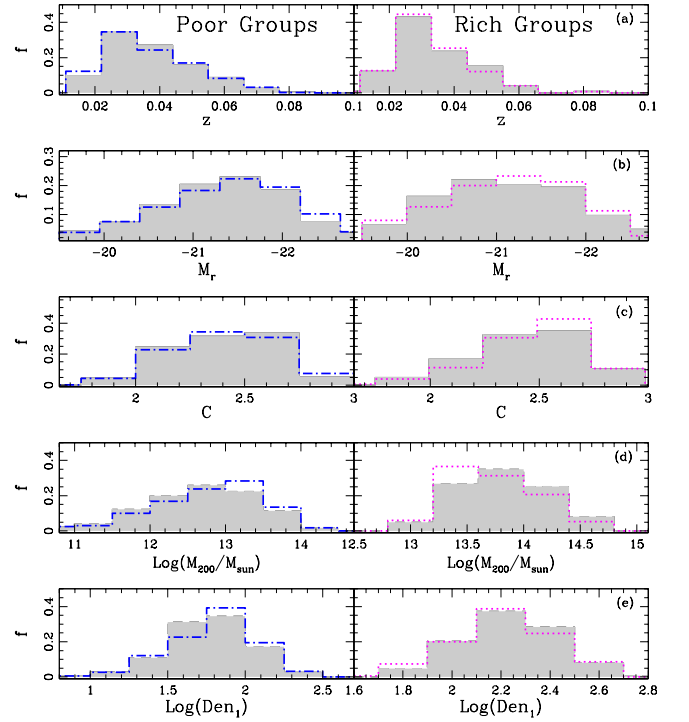 Poor Groups Rich Groups (a)
f 0 0.2 0.4
0.02 0.04 0.06 0.08 0.1 0.02 0.04 0.06 0.08 0.1
z z
(b)
f 0.1 0.2 0.3
-20 -21 -22 -20 -21 -22
M_r M_r
(c)
f 0 0.2 0.4
2 2.5 3 2 2.5 3
C C
(d)
f 0 0.2 0.4
11 12 13 14 12.5 13 13.5 14 14.5 15
Log(M_200/M_sun) Log(M_200/M_sun)
(e)
f 0 0.2 0.4
1 1.5 2 2.5 1.6 1.8 2 2.2 2.4 2.6 2.8
Log(Den_1) Log(Den_1)